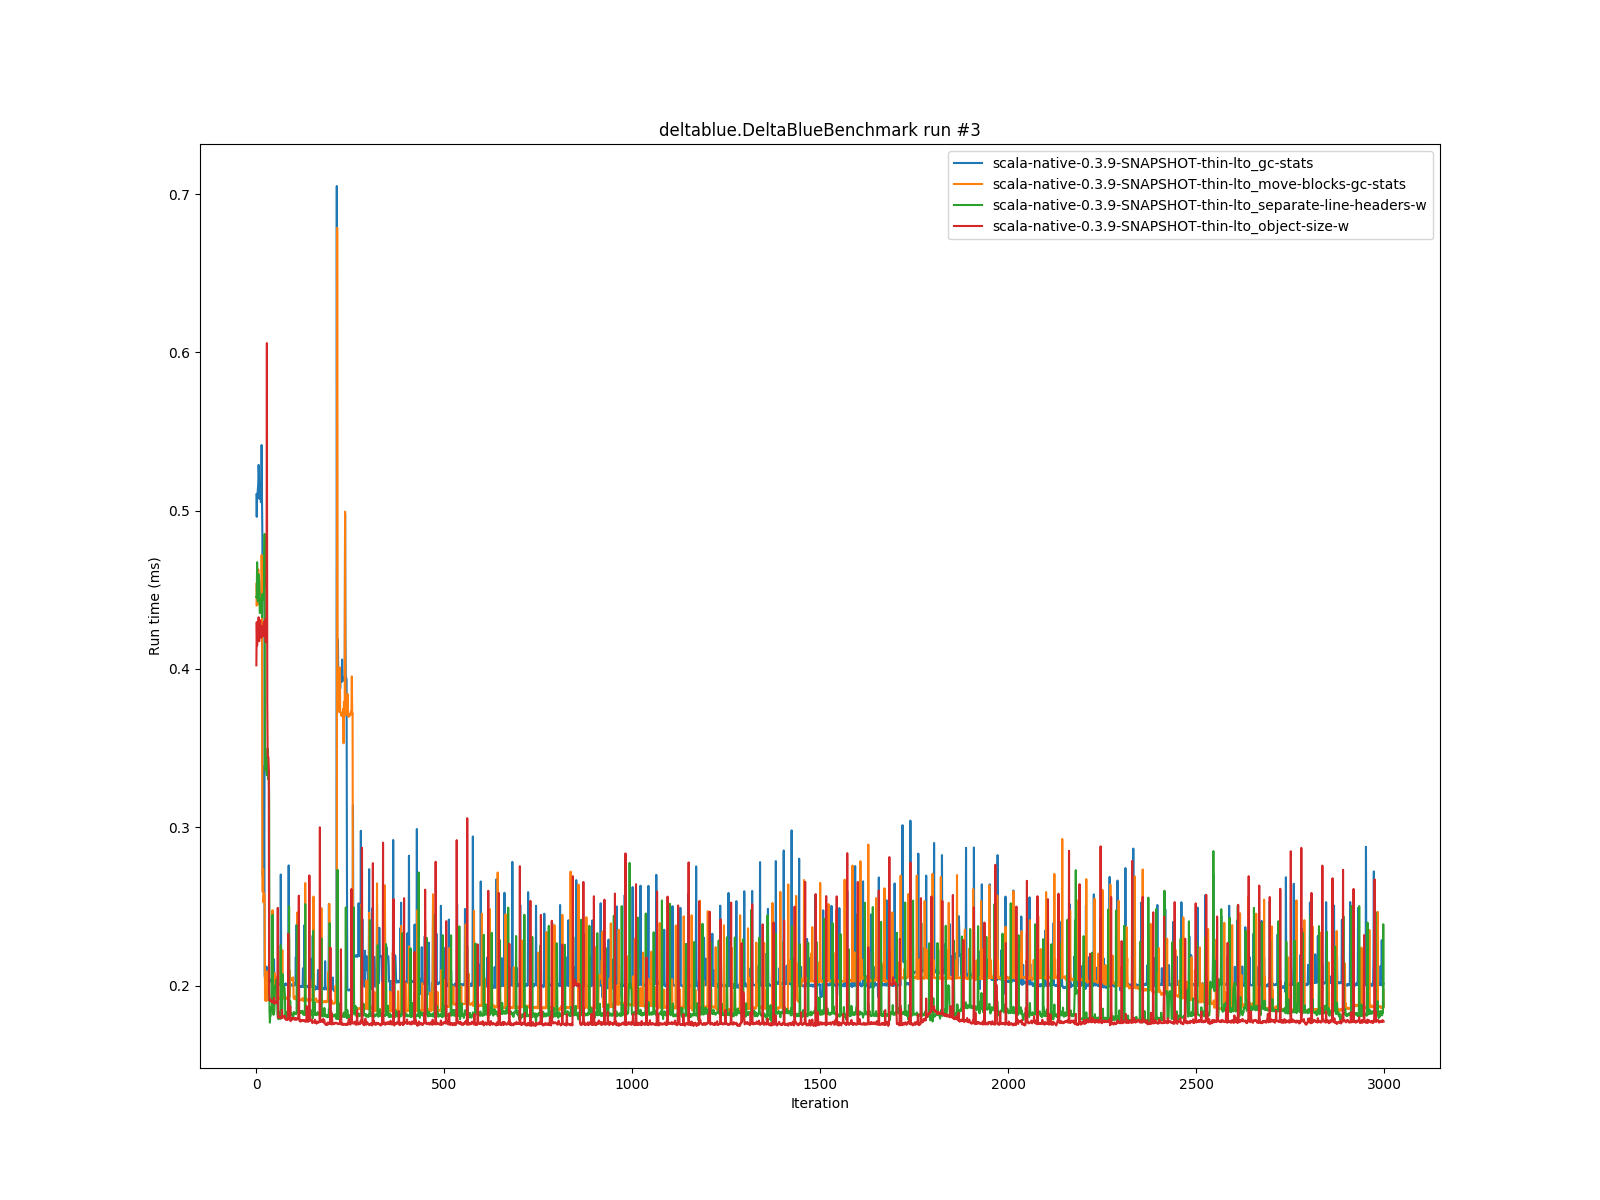 deltablue.DeltaBlueBenchmark run #3
scala-native-0.3.9-SNAPSHOT-thin-lto_gc-stats
scala-native-0.3.9-SNAPSHOT-thin-lto_move-blocks-gc-stats
scala-native-0.3.9-SNAPSHOT-thin-lto_separate-line-headers-w
scala-native-0.3.9-SNAPSHOT-thin-lto_object-size-w
0.7
0.6
0.5
0.4
0.3
0.2
Run time (ms)
0 500 1000 1500 2000 2500 3000
Iteration